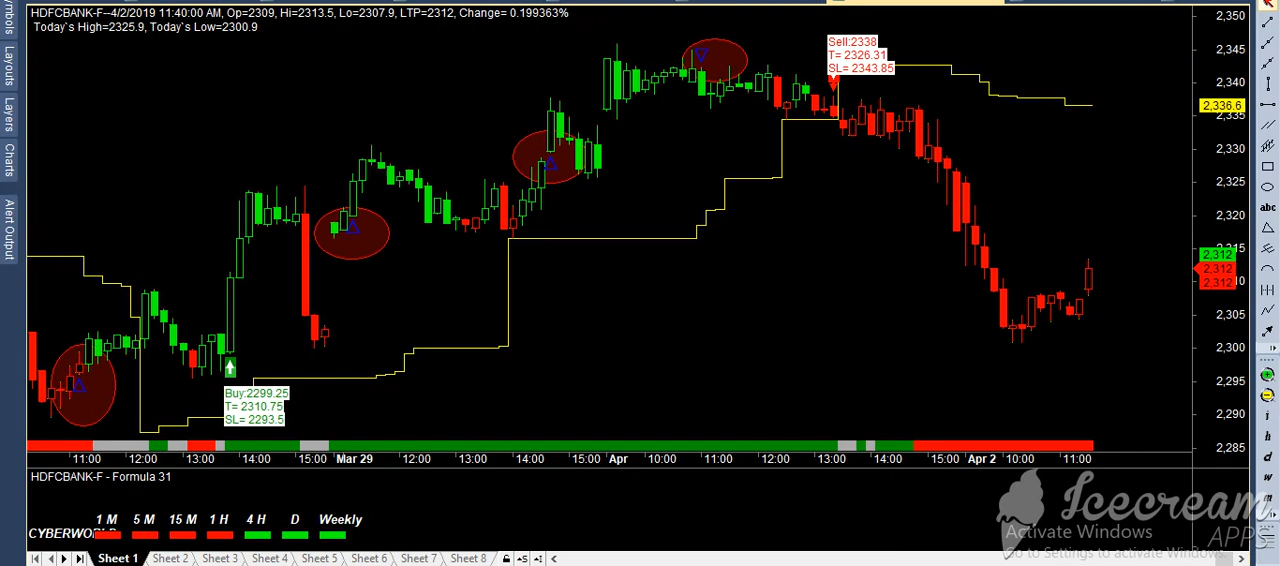 HDFCBANK-F--4/2/2019 11:40:00 AM, Op=2309, Hi=2313.5, Lo=2307.9, LTP=2312, Change= 0.199363%
Today`s High=2325.9, Today`s Low=2300.9
Layouts
Layers
Charts
Alert Output
Sell:2338
T= 2326.31
SL= 2343.85
Buy:2299.25
T= 2310.75
SL= 2293.5
2,350
2,345
2,340
2,336.6
2,335
2,330
2,325
2,320
2,312
2,312
2,312
2,305
2,300
2,295
2,290
2,285
11:00 12:00 13:00 14:00 15:00 Mar 29 12:00 13:00 14:00 15:00 Apr 10:00 11:00 12:00 13:00 14:00 15:00 Apr 2 10:00 11:00
HDFCBANK-F - Formula 31
1 M 5 M 15 M 1 H 4 H D Weekly
Sheet 1 Sheet 2 Sheet 3 Sheet 4 Sheet 5 Sheet 6 Sheet 7 Sheet 8
abc
i
h
d
w
m
Icecream
APPS
Activate Windows
Go to Settings to activate Windows.